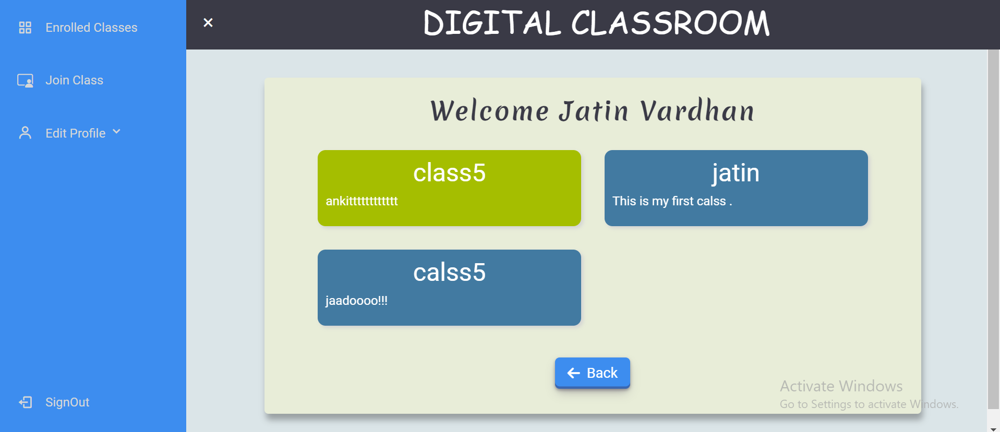 Enrolled Classes
Join Class
Edit Profile
SignOut
DIGITAL CLASSROOM
Welcome Jatin Vardhan
class5
ankittttttttttttt
jatin
This is my first calss .
calss5
jaadoooo!!!
Back
Activate Windows
Go to Settings to activate Windows.